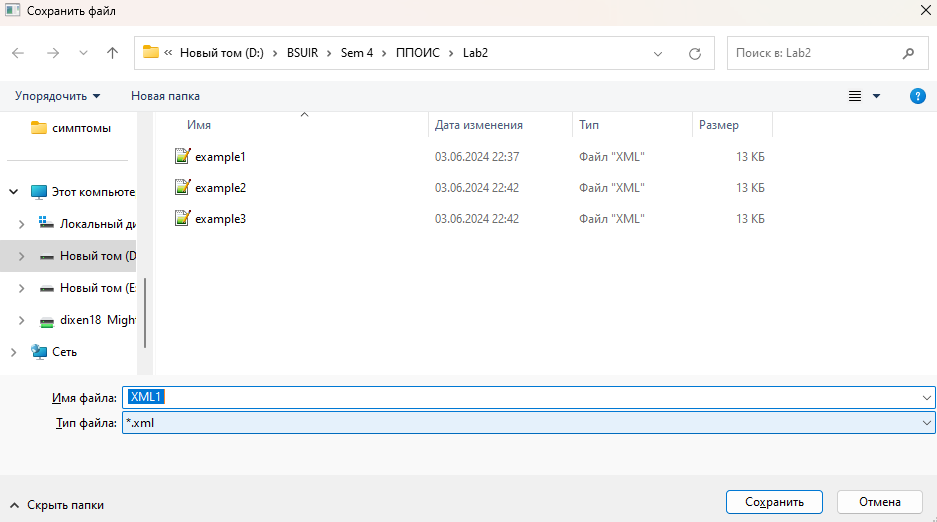 Сохранить файл
« Новый том (D:) > BSUIR > Sem 4 > ППОИС > Lab2
Поиск в: Lab2
Упорядочить
Новая папка
?
симптомы
Этот компьюте
Локальный ди
Новый том (D
Новый том (E
dixen18 Might
Сеть
Имя Дата изменения Тип Размер
example1 03.06.2024 22:37 Файл "XML" 13 КБ
example2 03.06.2024 22:42 Файл "XML" 13 КБ
example3 03.06.2024 22:42 Файл "XML" 13 КБ
Имя файла: XML1
Тип файла: *.xml
Скрыть папки
Сохранить
Отмена